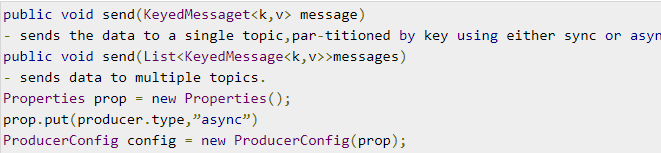 public void send(KeyedMessaget<k,v> message)
- sends the data to a single topic,par-titioned by key using either sync or asyn
public void send(List<KeyedMessage<k,v>>messages)
- sends data to multiple topics.
Properties prop = new Properties();
prop.put(producer.type,”async”)
ProducerConfig config = new ProducerConfig(prop);